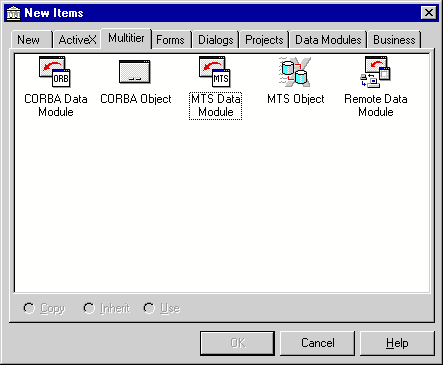 New Items
New ActiveX Multitier Forms Dialogs Projects Data Modules Business
ORB MTS
CORBA Data Module CORBA Object MTS Data Module MTS Object Remote Data Module
Copy Inherit Use
OK Cancel Help